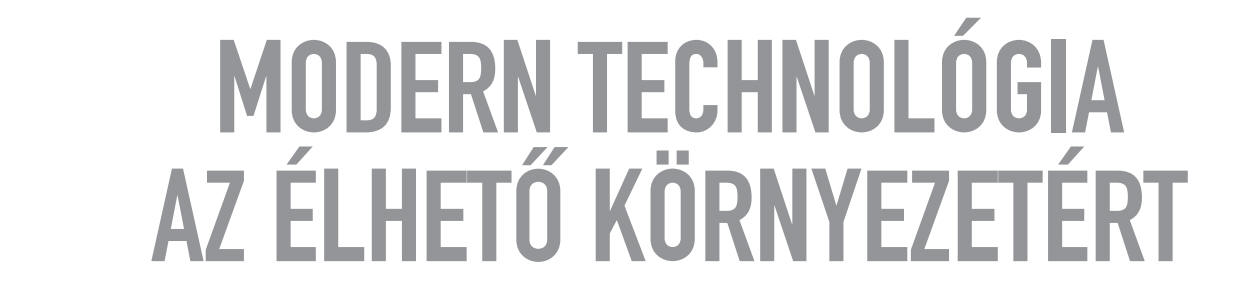 MODERN TECHNOLÓGIA
AZ ÉLHETŐ KÖRNYEZETÉRT